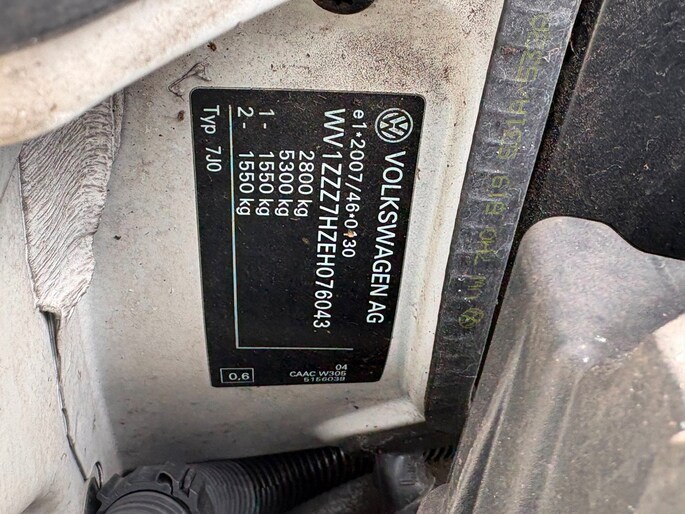 VOLKSWAGEN AG
e1*2007/46*0130
WV1ZZZ7HZEH076043
2800 kg
5300 kg
1- 1550 kg
2- 1550 kg
Typ 7J0
04
CAAC W305
5156039
0.6